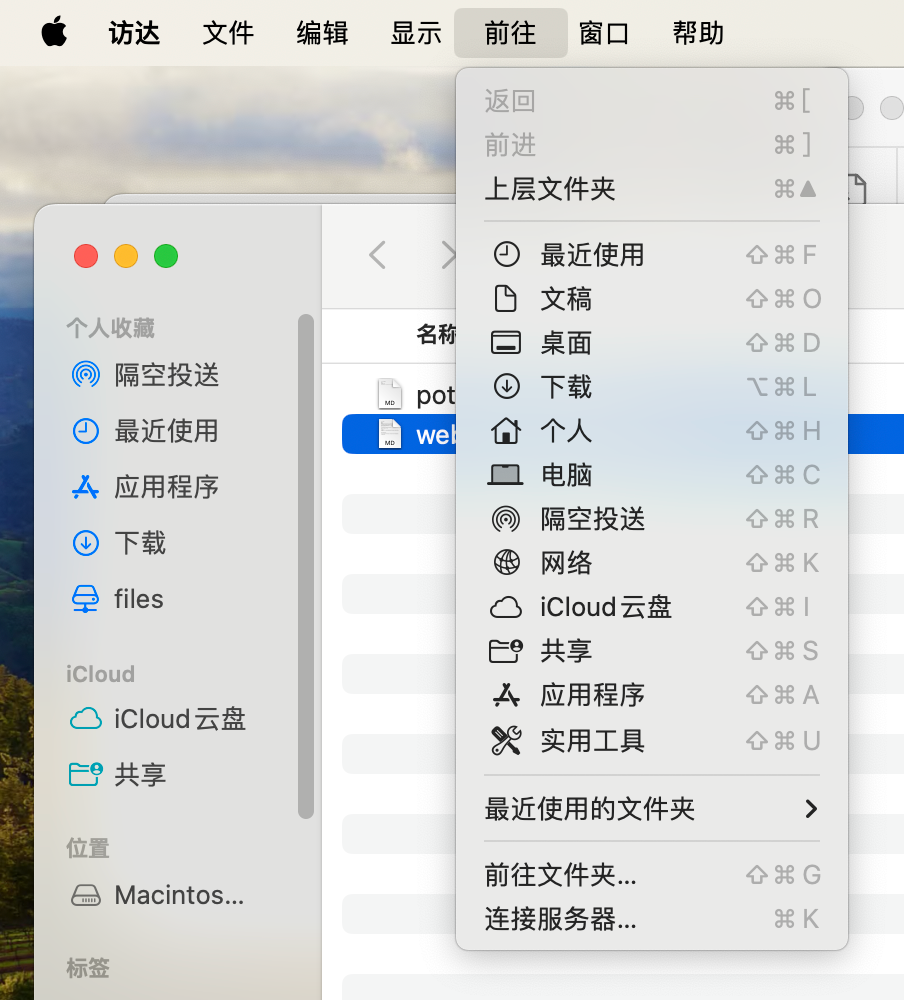 访达 文件 编辑 显示 前往 窗口 帮助
返回 ⌘[
前进 ⌘]
上层文件夹 ⌘▲
最近使用 ⇧⌘F
文稿 ⇧⌘O
桌面 ⇧⌘D
下载 ⌥⌘L
个人 ⇧⌘H
电脑 ⇧⌘C
隔空投送 ⇧⌘R
网络 ⇧⌘K
iCloud云盘 ⇧⌘I
共享 ⇧⌘S
应用程序 ⇧⌘A
实用工具 ⇧⌘U
最近使用的文件夹
前往文件夹... ⇧⌘G
连接服务器... ⌘K
个人收藏
隔空投送
最近使用
应用程序
下载
files
iCloud
iCloud云盘
共享
位置
Macintos...
标签
名称
MD pot
MD web